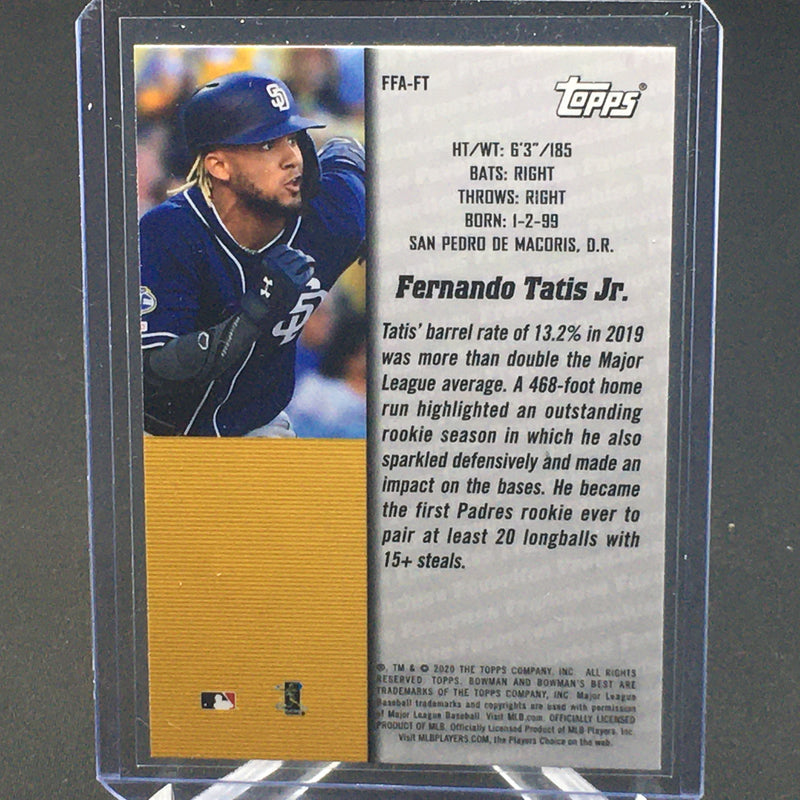 FFA-FT
Topps®
HT/WT: 6'3"/185
BATS: RIGHT
THROWS: RIGHT
BORN: 1-2-99
SAN PEDRO DE MACORIS, D.R.
Fernando Tatis Jr.
Tatis' barrel rate of 13.2% in 2019
was more than double the Major
League average. A 468-foot home
run highlighted an outstanding
rookie season in which he also
sparkled defensively and made an
impact on the bases. He became
the first Padres rookie ever to
pair at least 20 longballs with
15+ steals.
®, TM & © 2020 THE TOPPS COMPANY, INC. ALL RIGHTS
RESERVED. TOPPS, BOWMAN AND BOWMAN'S BEST ARE
TRADEMARKS OF THE TOPPS COMPANY, INC. Major League
Baseball trademarks and copyrights are used with permission
of Major League Baseball. Visit MLB.com. OFFICIALLY LICENSED
PRODUCT OF MLB. Officially Licensed Product of MLB Players, Inc.
Visit MLBPLAYERS.COM, the Players Choice on the web.
SD
SD